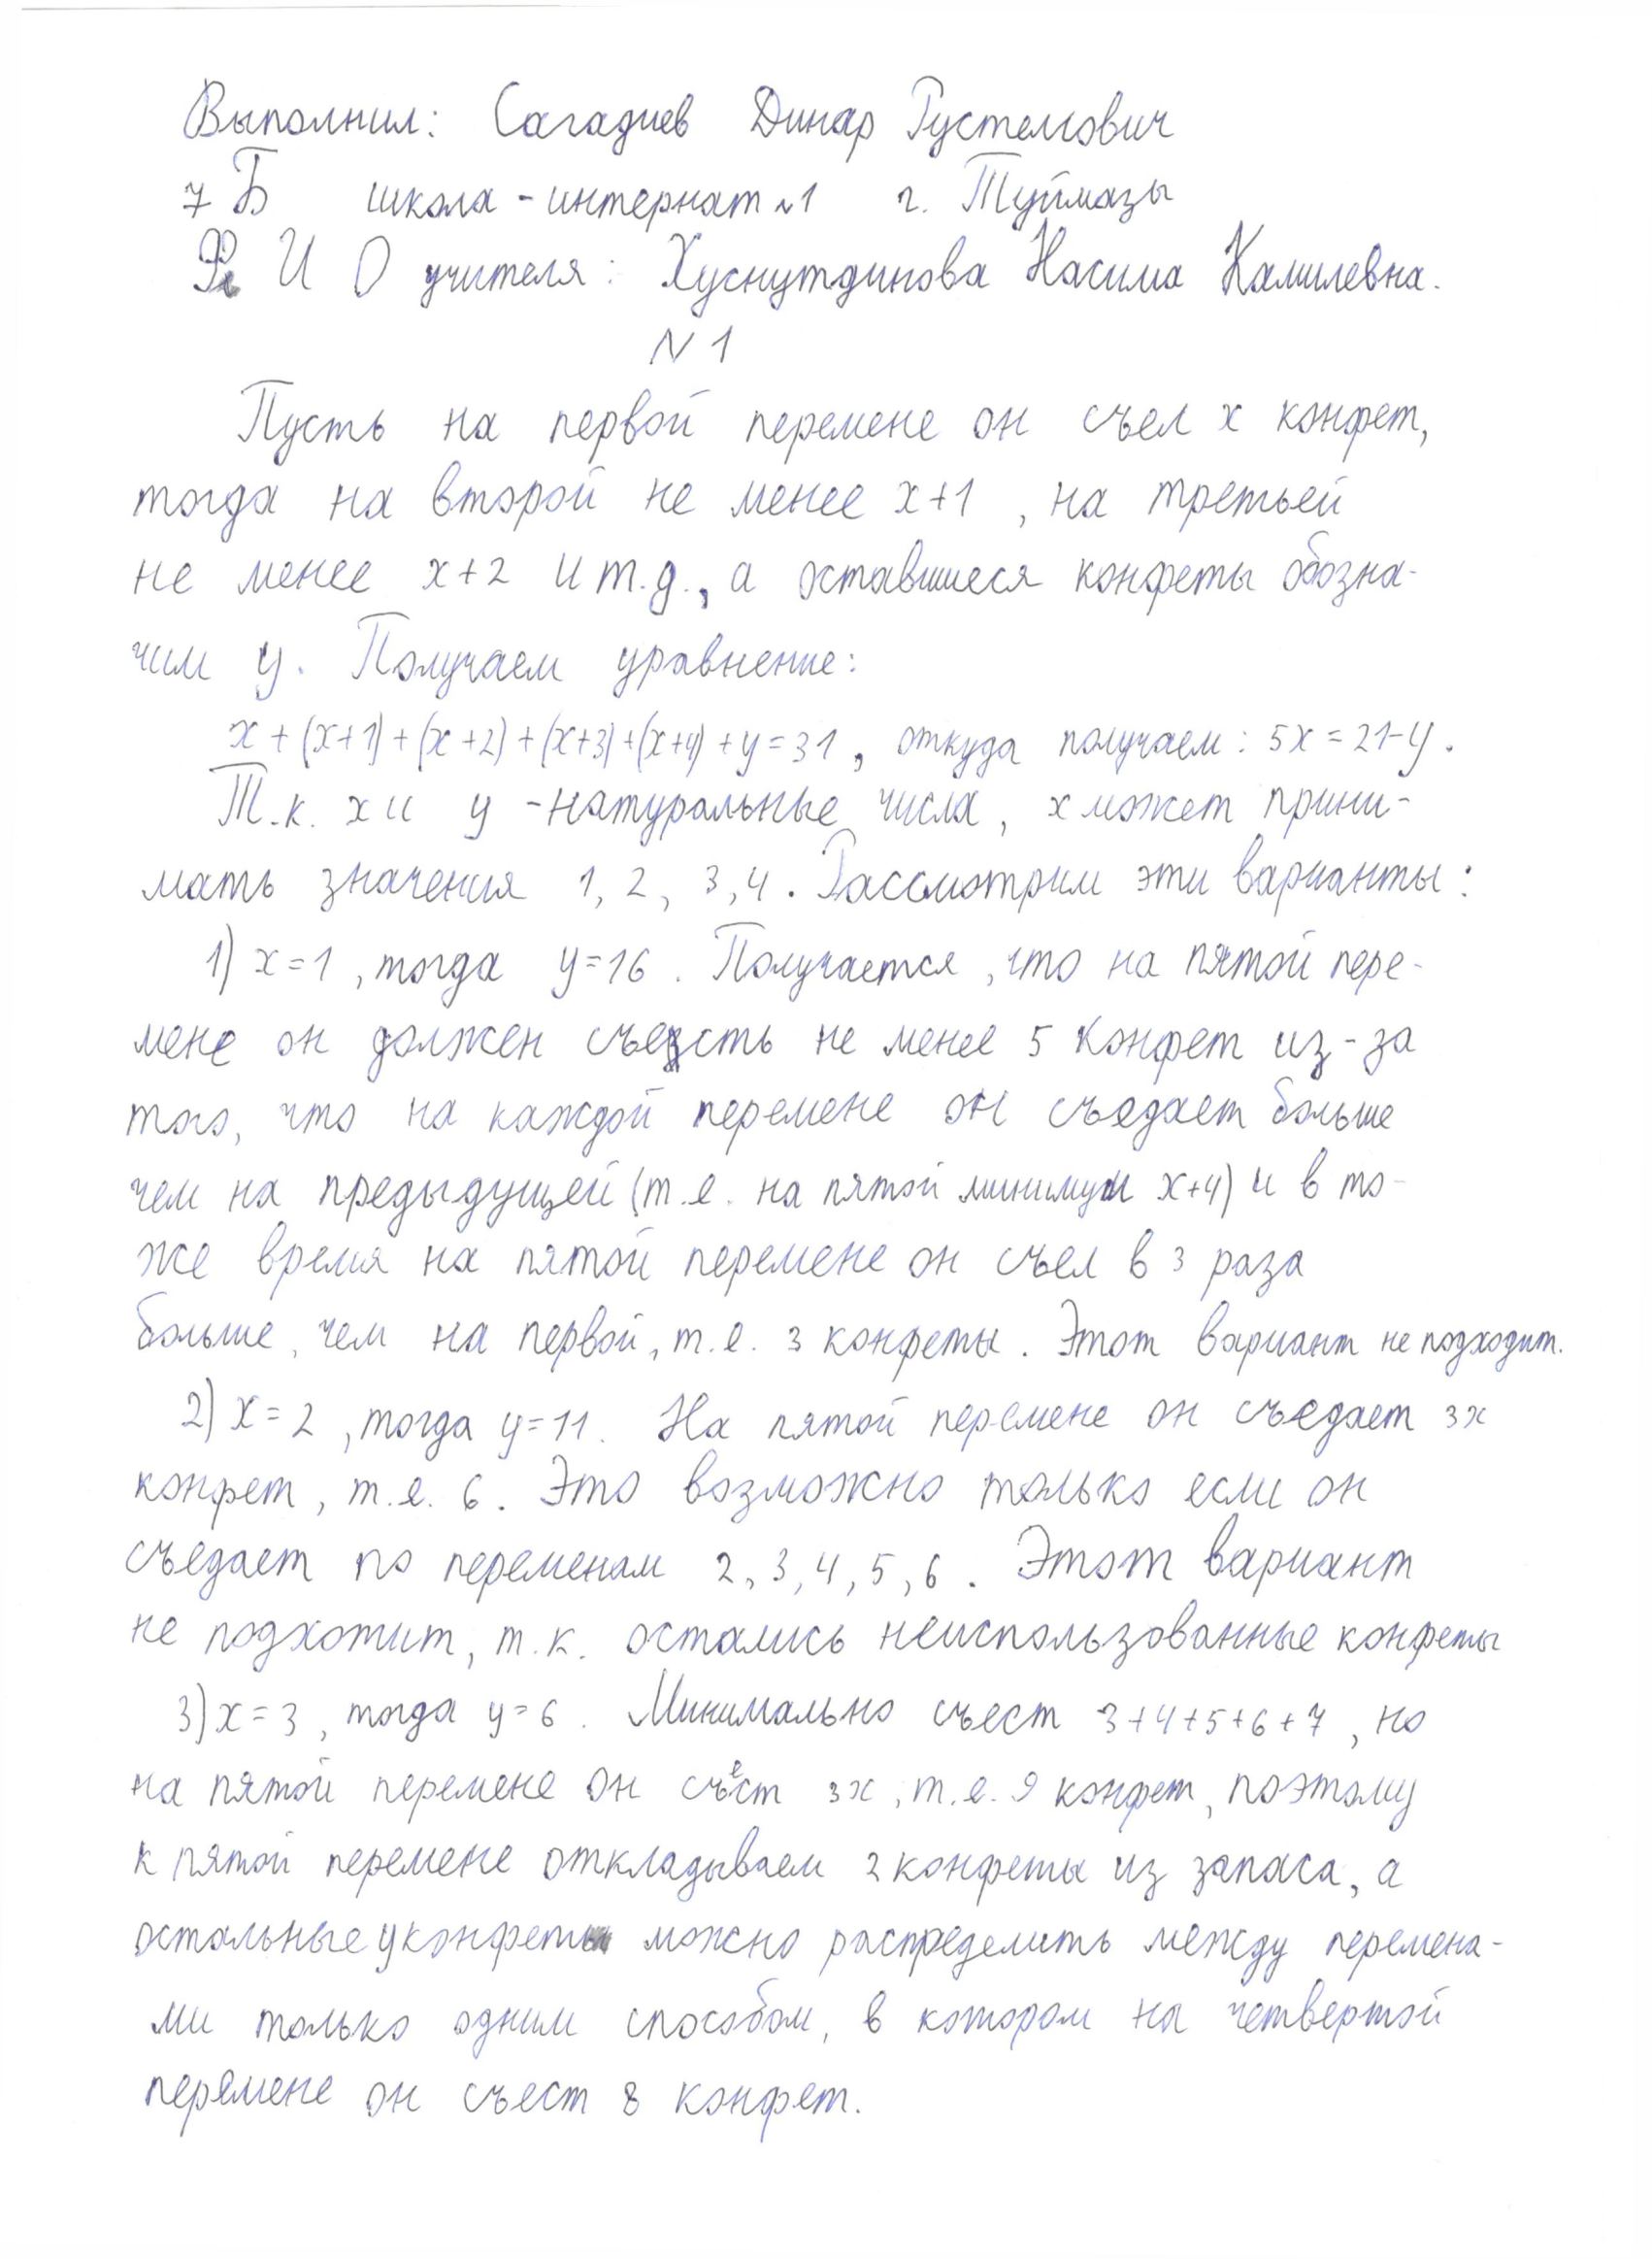 Выполнил: Сагадиев Динар Рустемович
7 Б школа-интернат №1 г. Туймазы
Ф И О учителя: Хуснутдинова Насима Камилевна.
N 1
Пусть на первой перемене он съел x конфет,
тогда на второй не менее x+1, на третьей
не менее x+2 и т.д., а оставшиеся конфеты обозна-
чим y. Получаем уравнение:
x+(x+1)+(x+2)+(x+3)+(x+4)+y=31, откуда получаем: 5x=21-y.
Т.к. x и y -натуральные числа, x может прини-
мать значения 1, 2, 3, 4. Рассмотрим эти варианты:
1) x=1, тогда y=16. Получается, что на пятой пере-
мене он должен съесть не менее 5 конфет из-за
того, что на каждой перемене он съедает больше
чем на предыдущей (т.е. на пятой минимум x+4) и в то-
же время на пятой перемене он съел в 3 раза
больше, чем на первой, т.е. 3 конфеты. Этот вариант не подходит.
2) x=2, тогда y=11. На пятой перемене он съедает 3x
конфет, т.е. 6. Это возможно только если он
съедает по переменам 2, 3, 4, 5, 6. Этот вариант
не подхотит, т.к. остались неиспользованные конфеты
3) x=3, тогда y=6. Минимально съест 3+4+5+6+7, но
на пятой перемене он съест 3x, т.е. 9 конфет, поэтому
к пятой перемене откладываем 2 конфеты из запаса, а
остальные 4 конфеты можно распределить между перемена-
ми только одним способом, в котором на четвертой
перемене он съест 8 конфет.